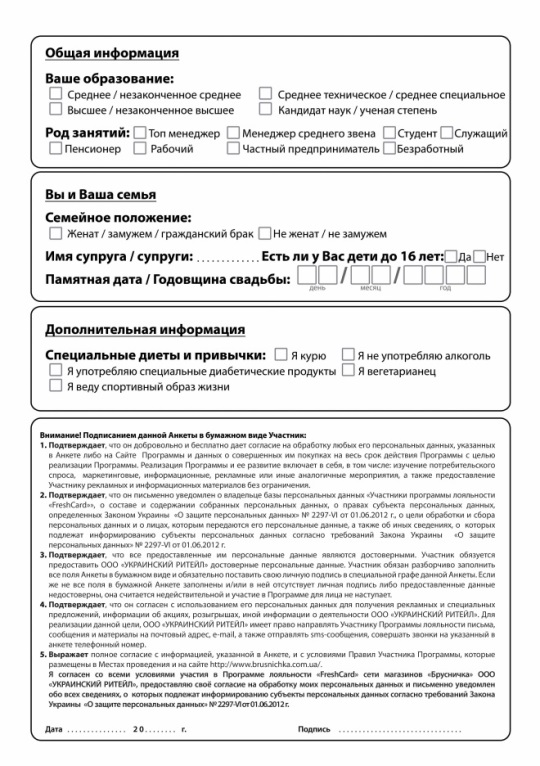 Общая информация
Ваше образование:
Среднее / незаконченное среднее
Среднее техническое / среднее специальное
Высшее / незаконченное высшее
Кандидат наук / ученая степень
Род занятий: Топ менеджер Менеджер среднего звена Студент Служащий
Пенсионер Рабочий Частный предприниматель Безработный
Вы и Ваша семья
Семейное положение:
Женат / замужем / гражданский брак Не женат / не замужем
Имя супруга / супруги: . . . . . . . . . . . . . Есть ли у Вас дети до 16 лет: Да Нет
Памятная дата / Годовщина свадьбы: / /
день месяц год
Дополнительная информация
Специальные диеты и привычки: Я курю Я не употребляю алкоголь
Я употребляю специальные диабетические продукты Я вегетарианец
Я веду спортивный образ жизни
Внимание! Подписанием данной Анкеты в бумажном виде Участник:
1. Подтверждает, что он добровольно и бесплатно дает согласие на обработку любых его персональных данных, указанных
в Анкете либо на Сайте Программы и данных о совершенных им покупках на весь срок действия Программы с целью
реализации Программы. Реализация Программы и ее развитие включает в себя, в том числе: изучение потребительского
спроса, маркетинговые, информационные, рекламные или иные аналогичные мероприятия, а также предоставление
Участнику рекламных и информационных материалов без ограничения.
2. Подтверждает, что он письменно уведомлен о владельце базы персональных данных «Участники программы лояльности
«FreshCard»», о составе и содержании собранных персональных данных, о правах субъекта персональных данных,
определенных Законом Украины «О защите персональных данных» № 2297-VI от 01.06.2012 г., о цели обработки и сбора
персональных данных и о лицах, которым передаются его персональные данные, а также об иных сведениях, о которых
подлежат информированию субъекты персональных данных согласно требований Закона Украины «О защите
персональных данных» № 2297-VI от 01.06.2012 г.
3. Подтверждает, что все предоставленные им персональные данные являются достоверными. Участник обязуется
предоставить ООО «УКРАИНСКИЙ РИТЕЙЛ» достоверные персональные данные. Участник обязан разборчиво заполнить
все поля Анкеты в бумажном виде и обязательно поставить свою личную подпись в специальной графе данной Анкеты. Если
же не все поля в бумажной Анкете заполнены и/или в ней отсутствует личная подпись либо предоставленные данные
недостоверны, она считается недействительной и участие в Программе для лица не наступает.
4. Подтверждает, что он согласен с использованием его персональных данных для получения рекламных и специальных
предложений, информации об акциях, розыгрышах, иной информации о деятельности ООО «УКРАИНСКИЙ РИТЕЙЛ». Для
реализации данной цели, ООО «УКРАИНСКИЙ РИТЕЙЛ» имеет право направлять Участнику Программы лояльности письма,
сообщения и материалы на почтовый адрес, e-mail, а также отправлять sms-сообщения, совершать звонки на указанный в
анкете телефонный номер.
5. Выражает полное согласие с информацией, указанной в Анкете, и с условиями Правил Участника Программы, которые
размещены в Местах проведения и на сайте http://www.brusnichka.com.ua/.
Я согласен со всеми условиями участия в Программе лояльности «FreshCard» сети магазинов «Брусничка» ООО
«УКРАИНСКИЙ РИТЕЙЛ», предоставляю своё согласие на обработку моих персональных данных и письменно уведомлен
обо всех сведениях, о которых подлежат информированию субъекты персональных данных согласно требований Закона
Украины «О защите персональных данных» № 2297-VI от 01.06.2012 г.
Дата . . . . . . . . . . . . . . 20 . . . . . . . . г. Подпись . . . . . . . . . . . . . . . . . . . . . . . . . . . . .